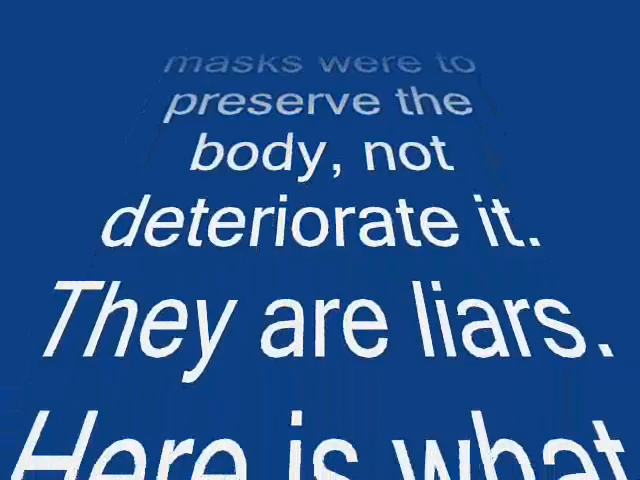 masks were to
preserve the
body, not
deteriorate it.
They are liars.
Here is what